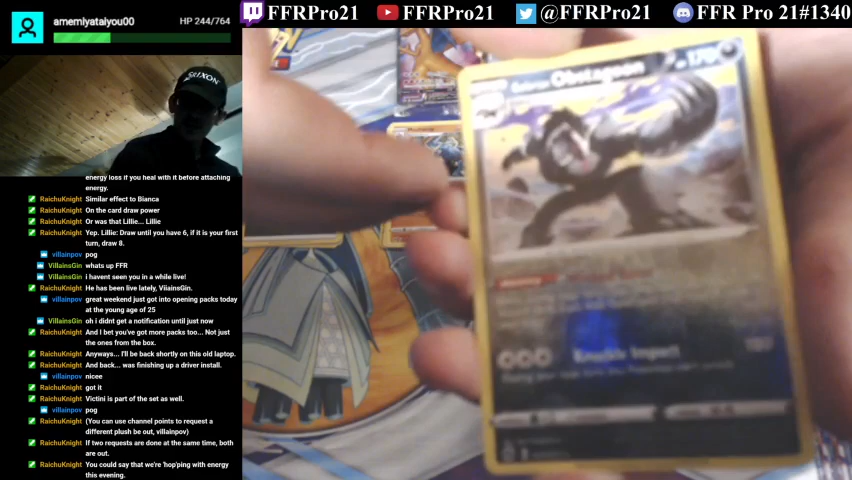 amemiyataiyou00
HP 244/764
FFRPro21
FFRPro21
@FFRPro21
FFR Pro 21#1340
energy loss if you heal with it before attaching
energy.
RaichuKnight Similar effect to Bianca
RaichuKnight On the card draw power
RaichuKnight Or was that Lillie... Lillie
RaichuKnight Yep. Lillie: Draw until you have 6, if it is your first
turn, draw 8.
villainpov pog
VillainsGin whats up FFR
VillainsGin i havent seen you in a while live!
RaichuKnight He has been live lately, VillainsGin.
villainpov great weekend just got into opening packs today
at the young age of 25
VillainsGin oh i didnt get a notification until just now
RaichuKnight And I bet you've got more packs too... Not just
the ones from the box.
RaichuKnight Anyways... I'll be back shortly on this old laptop.
RaichuKnight And back... was finishing up a driver install.
villainpov nicee
RaichuKnight got it
RaichuKnight Victini is part of the set as well.
villainpov pog
RaichuKnight (You can use channel points to request a
different plush be out, villainpov)
RaichuKnight If two requests are done at the same time, both
are out.
RaichuKnight You could say that we're 'hop'ping with energy
this evening.
SRIXON
Galarian Obstagoon
170
Knuckle Impact